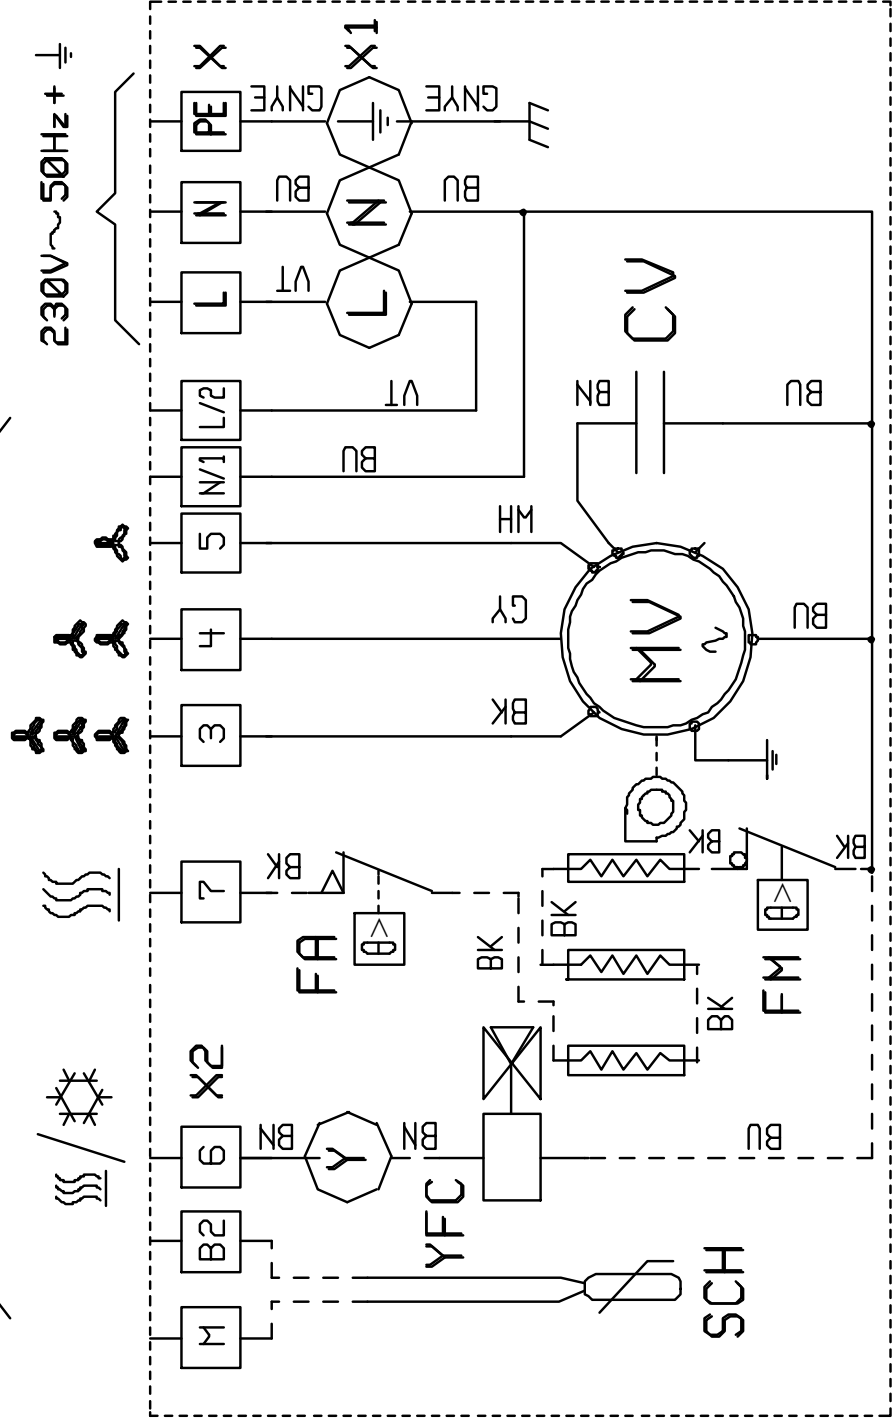 230V~50Hz+
M B2 6 X2 7 3 4 5 N/1 L/2 L N PE X
BN BK VT BU GNYE
FA Y BU L N X1
θ>
BN VT
YFC BU GNYE
BK BK GY WH
BK BN
MV CV
~
SCH BK BK
FM θ>
BU BU BU
BK